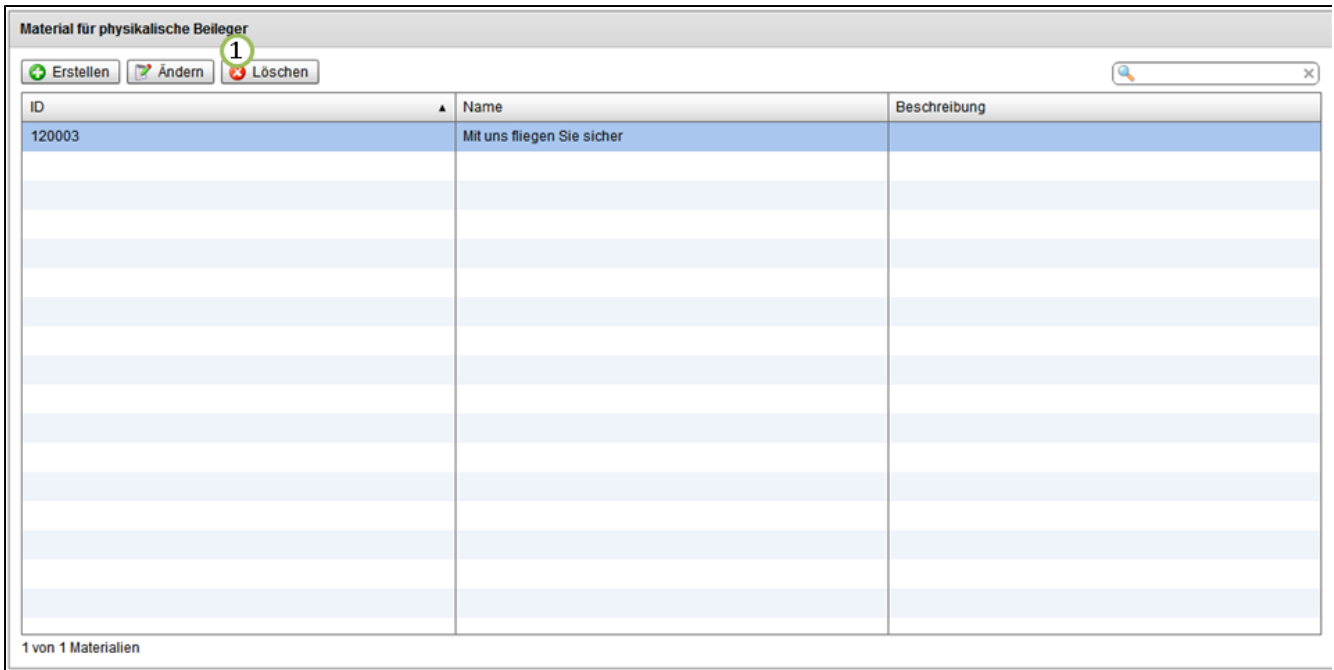 Material für physikalische Beileger
1
Erstellen Ändern Löschen
ID Name Beschreibung
120003 Mit uns fliegen Sie sicher
1 von 1 Materialien